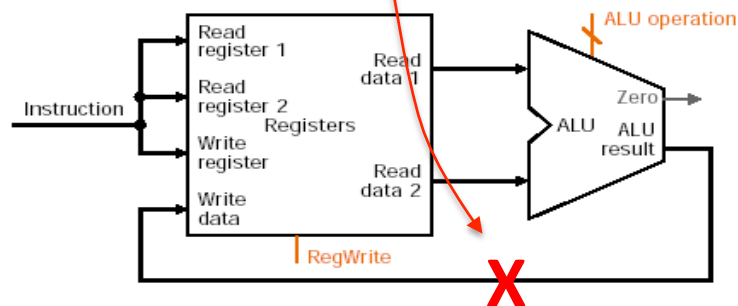 ALU operation
Read
register 1
Read
data 1
Read
register 2
Instruction
Registers
Write
register
Read
data 2
Write
data
Zero
ALU
ALU
result
RegWrite
X